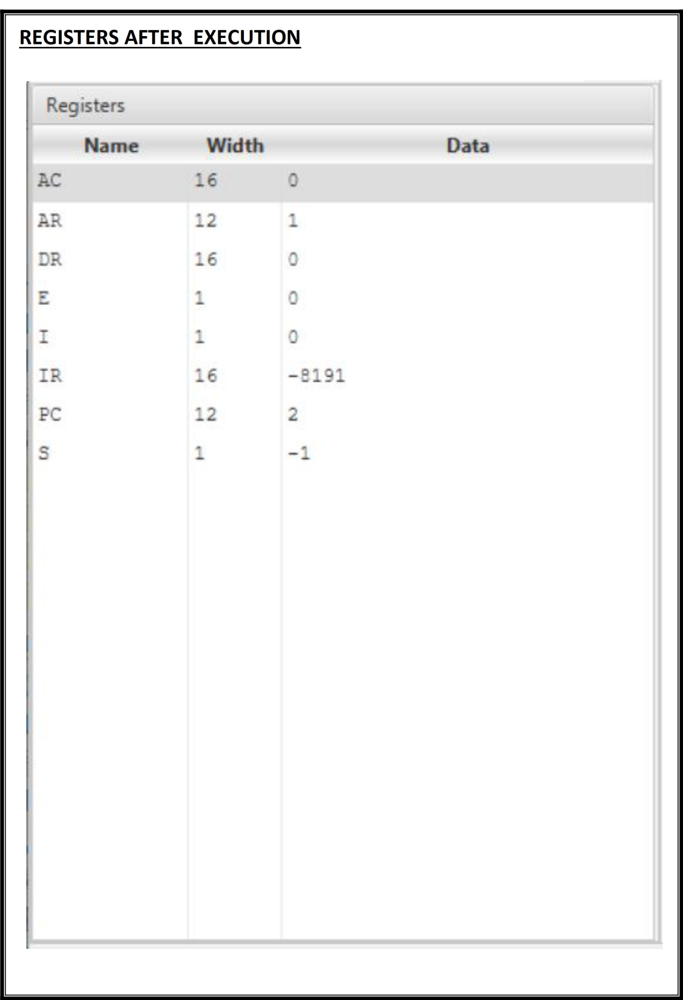 REGISTERS AFTER EXECUTION
Registers
Name Width Data
AC 16 0
AR 12 1
DR 16 0
E 1 0
I 1 0
IR 16 -8191
PC 12 2
S 1 -1